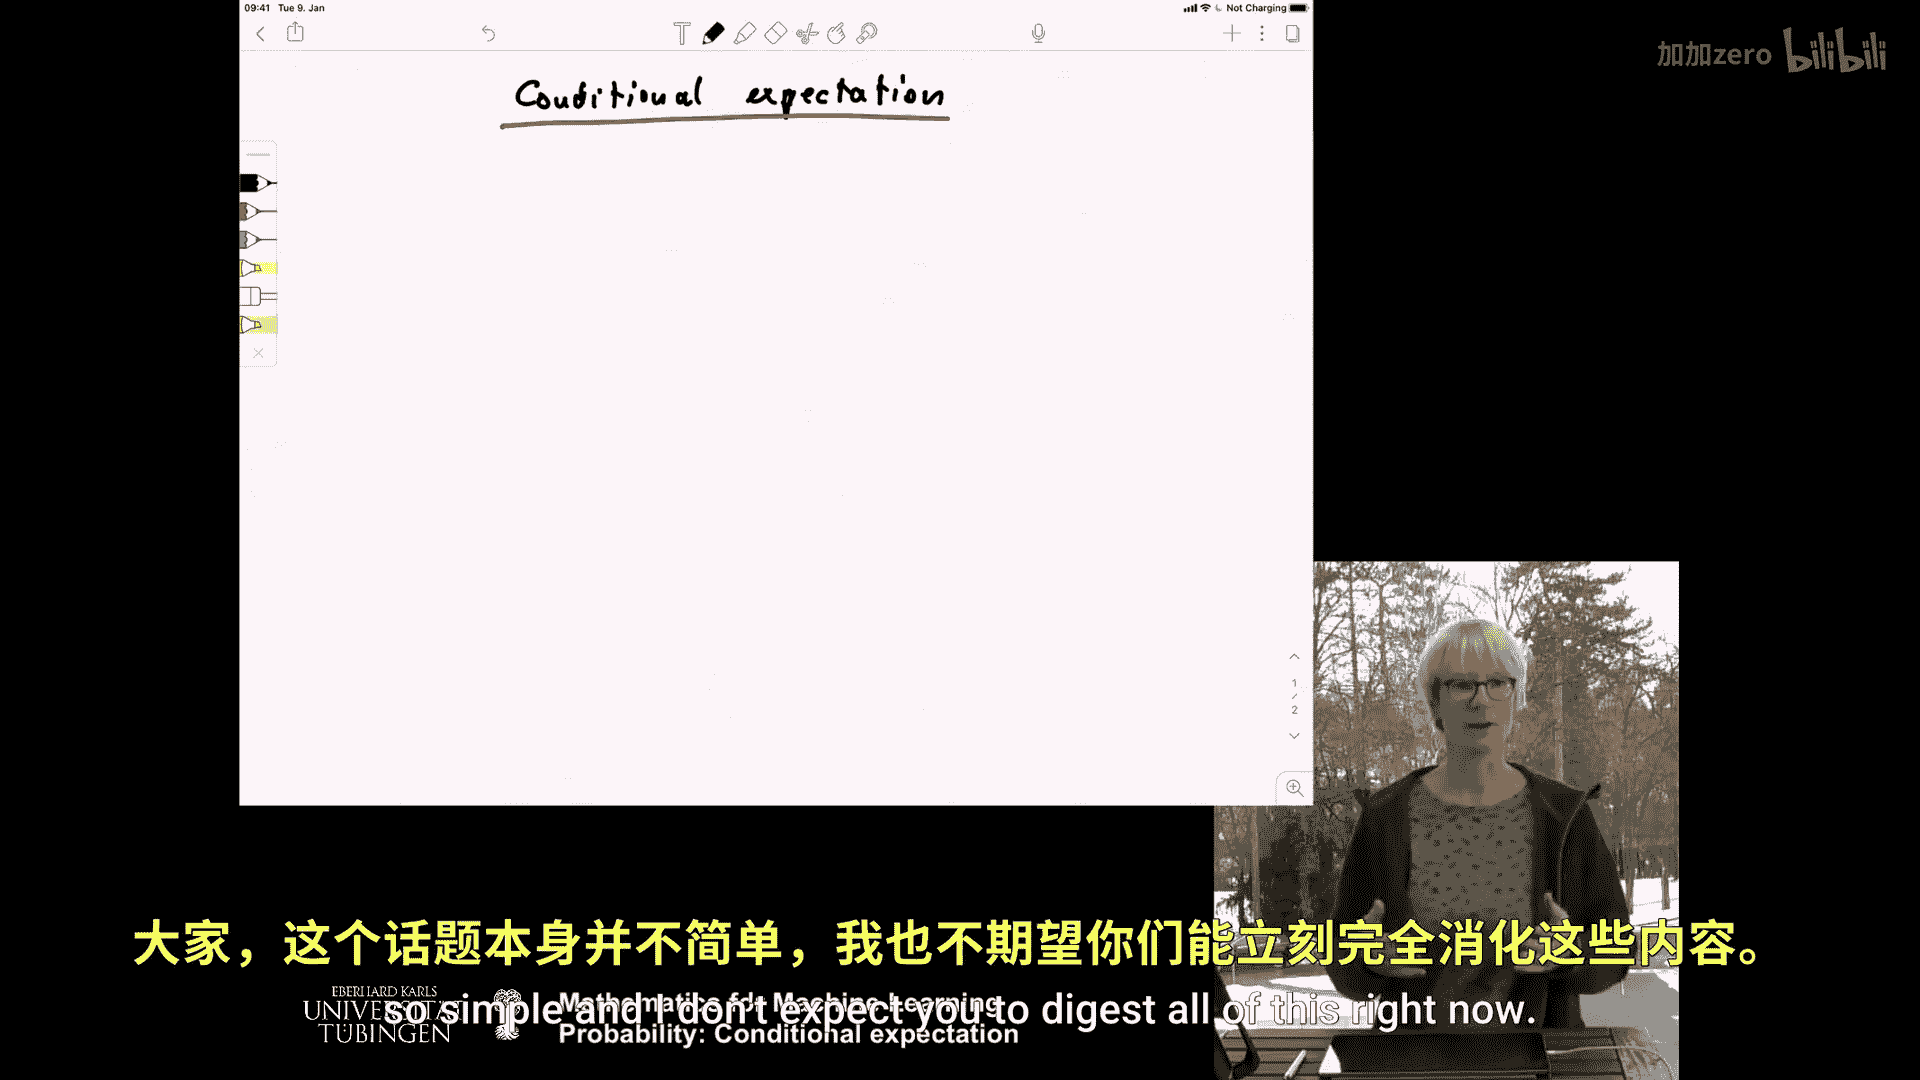 09:41 Tue 9. Jan
Not Charging
加加zero bilibili
Conditional expectation
1
2
大家，这个话题本身并不简单，我也不期望你们能立刻完全消化这些内容。
so simple and I don't expect you to digest all of this right now.
EBERHARD KARLS
UNIVERSITÄT
TÜBINGEN
Mathematics for Machine Learning
Probability: Conditional expectation